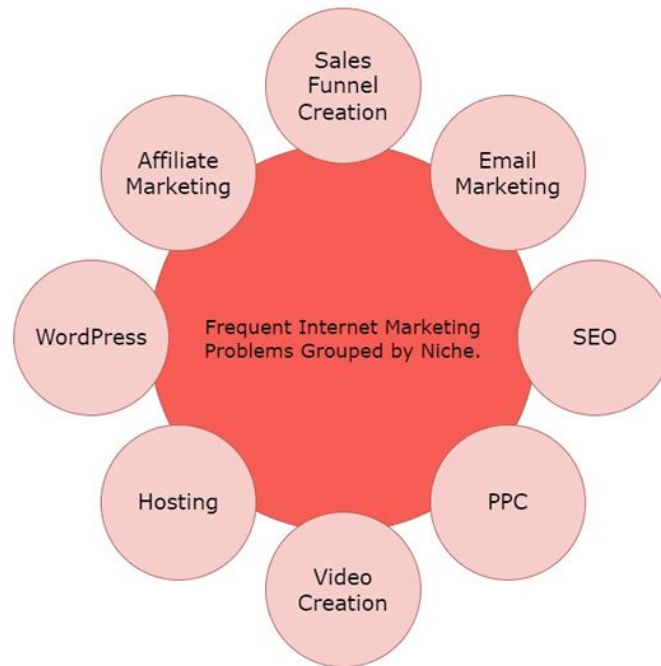 Sales
Funnel
Creation
Affiliate
Marketing
Email
Marketing
WordPress
Frequent Internet Marketing
Problems Grouped by Niche.
SEO
Hosting
PPC
Video
Creation